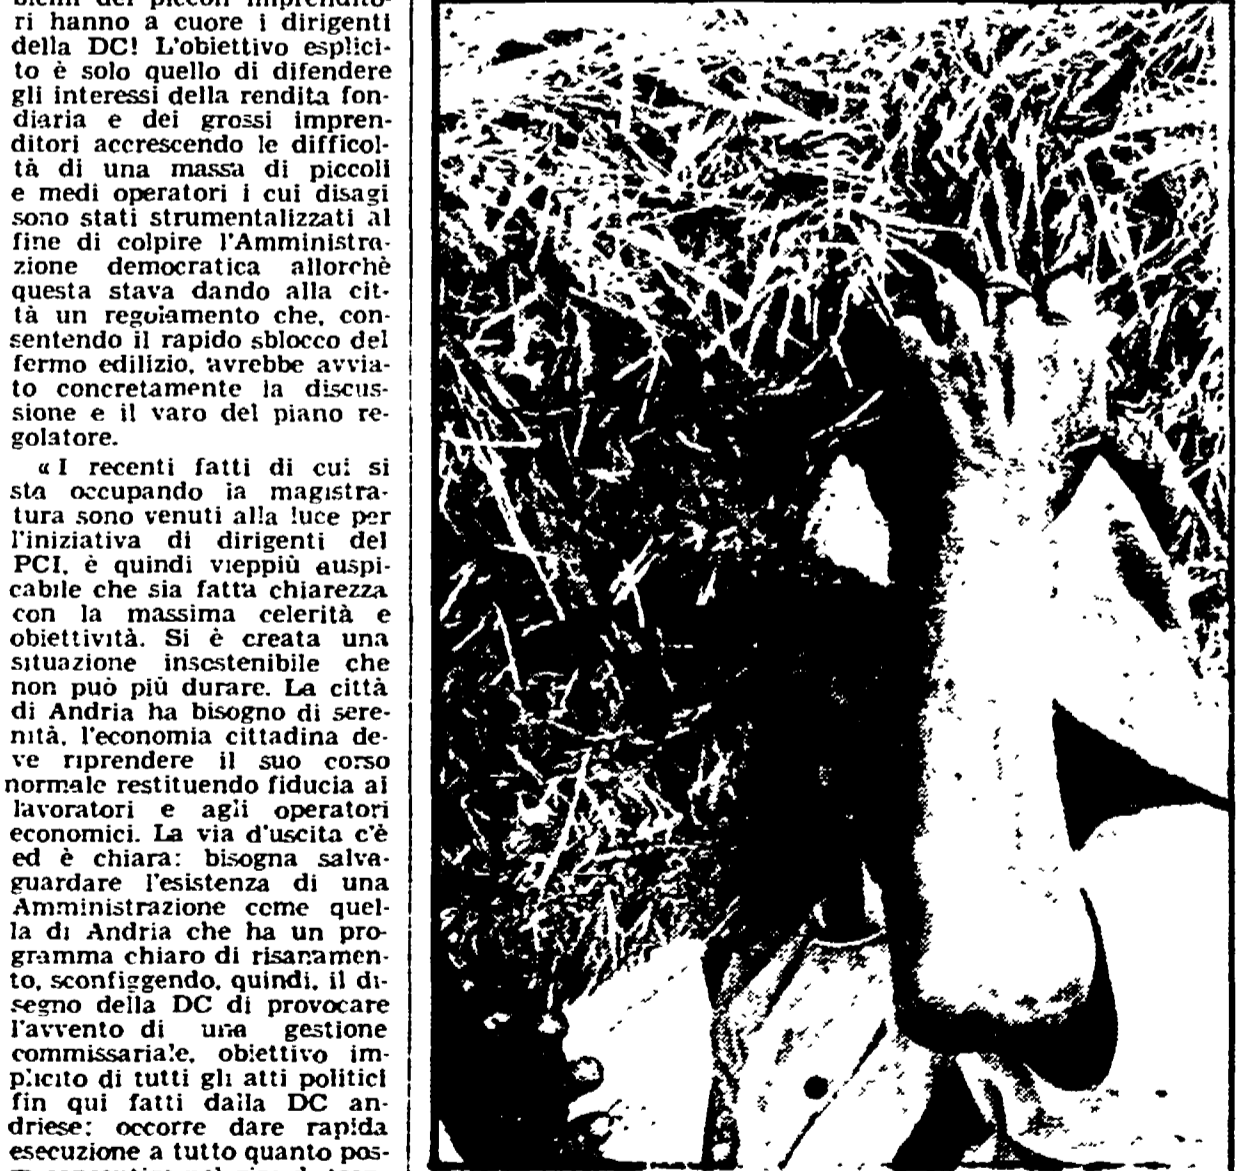 ri hanno a cuore i dirigenti
della DC! L'obiettivo esplici-
to è solo quello di difendere
gli interessi della rendita fon-
diaria e dei grossi impren-
ditori accrescendo le difficol-
tà di una massa di piccoli
e medi operatori i cui disagi
sono stati strumentalizzati al
fine di colpire l'Amministra-
zione democratica allorchè
questa stava dando alla cit-
tà un regolamento che, con-
sentendo il rapido sblocco del
fermo edilizio, avrebbe avvia-
to concretamente la discus-
sione e il varo del piano re-
golatore.
« I recenti fatti di cui si
sta occupando la magistra-
tura sono venuti alla luce per
l'iniziativa di dirigenti del
PCI, è quindi vieppiù auspi-
cabile che sia fatta chiarezza
con la massima celerità e
obiettività. Si è creata una
situazione insostenibile che
non può più durare. La città
di Andria ha bisogno di sere-
nità, l'economia cittadina de-
ve riprendere il suo corso
normale restituendo fiducia ai
lavoratori e agli operatori
economici. La via d'uscita c'è
ed è chiara: bisogna salva-
guardare l'esistenza di una
Amministrazione come quel-
la di Andria che ha un pro-
gramma chiaro di risanamen-
to, sconfiggendo, quindi, il di-
segno della DC di provocare
l'avvento di una gestione
commissariale, obiettivo im-
plicito di tutti gli atti politici
fin qui fatti dalla DC an-
driese; occorre dare rapida
esecuzione a tutto quanto pos-